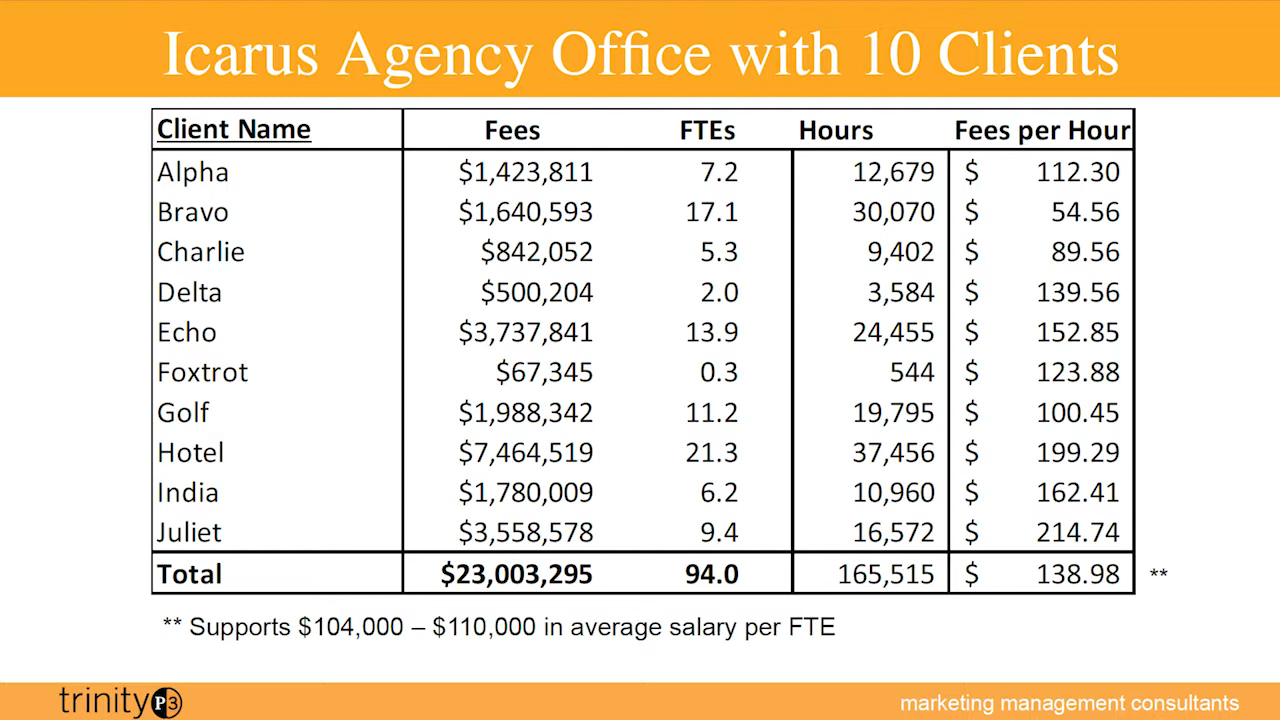 Icarus Agency Office with 10 Clients
Client Name Fees FTEs Hours Fees per Hour
Alpha $1,423,811 7.2 12,679 $ 112.30
Bravo $1,640,593 17.1 30,070 $ 54.56
Charlie $842,052 5.3 9,402 $ 89.56
Delta $500,204 2.0 3,584 $ 139.56
Echo $3,737,841 13.9 24,455 $ 152.85
Foxtrot $67,345 0.3 544 $ 123.88
Golf $1,988,342 11.2 19,795 $ 100.45
Hotel $7,464,519 21.3 37,456 $ 199.29
India $1,780,009 6.2 10,960 $ 162.41
Juliet $3,558,578 9.4 16,572 $ 214.74
Total $23,003,295 94.0 165,515 $ 138.98 **
** Supports $104,000 – $110,000 in average salary per FTE
trinity P3
marketing management consultants